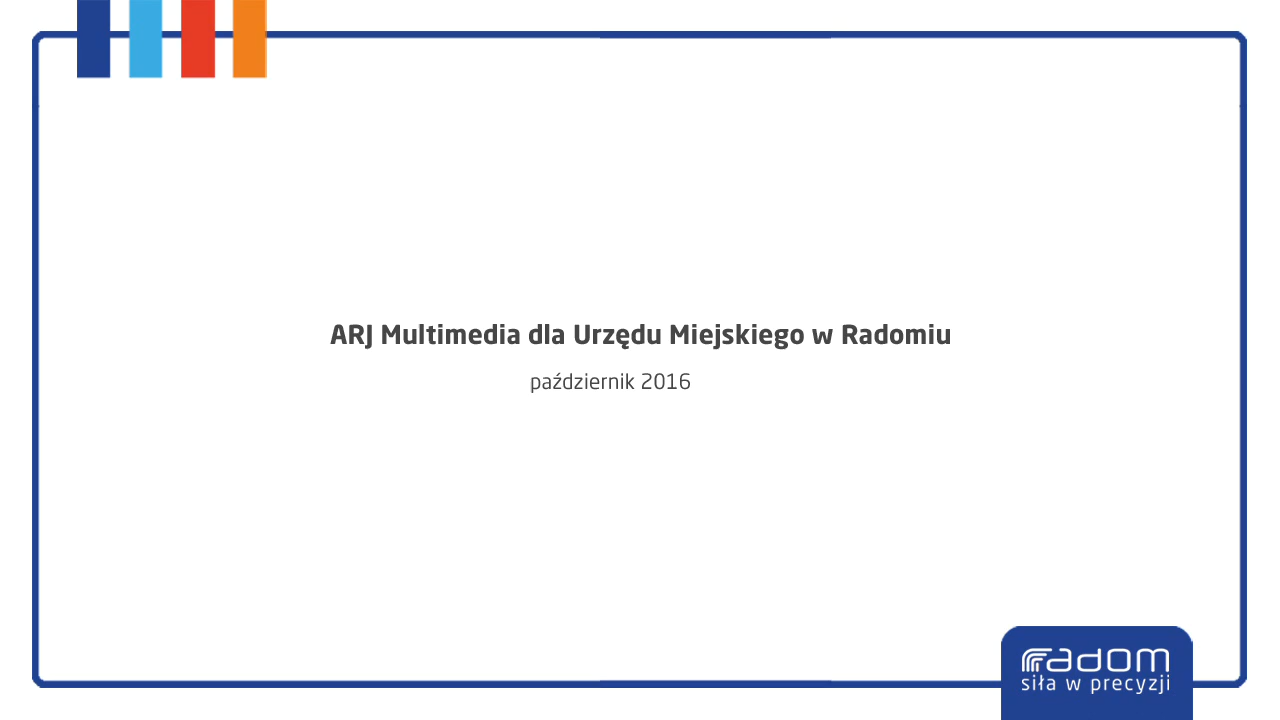 ARJ Multimedia dla Urzędu Miejskiego w Radomiu
październik 2016
radom
siła w precyzji